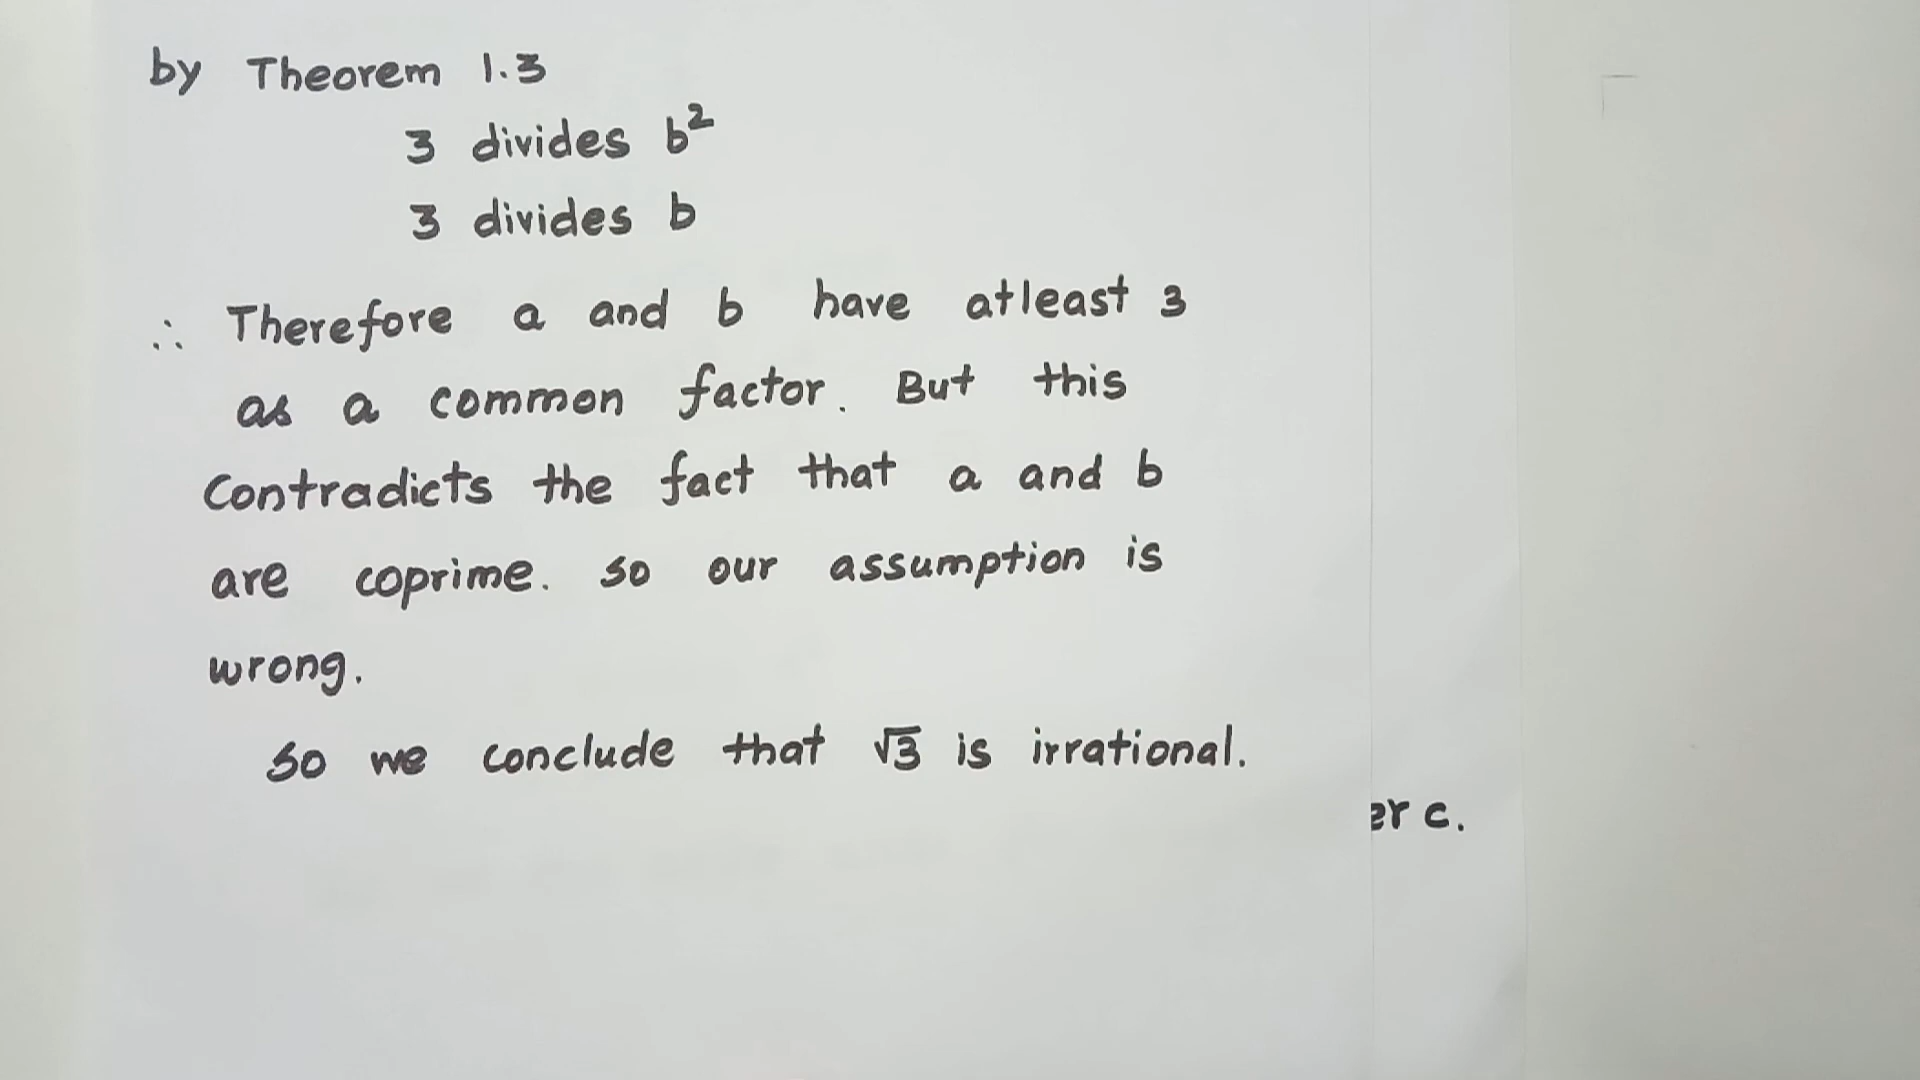 by Theorem 1.3
3 divides b²
3 divides b
∴ Therefore a and b have atleast 3
as a common factor. But this
Contradicts the fact that a and b
are coprime. so our assumption is
wrong.
So we conclude that √3 is irrational.
er c.